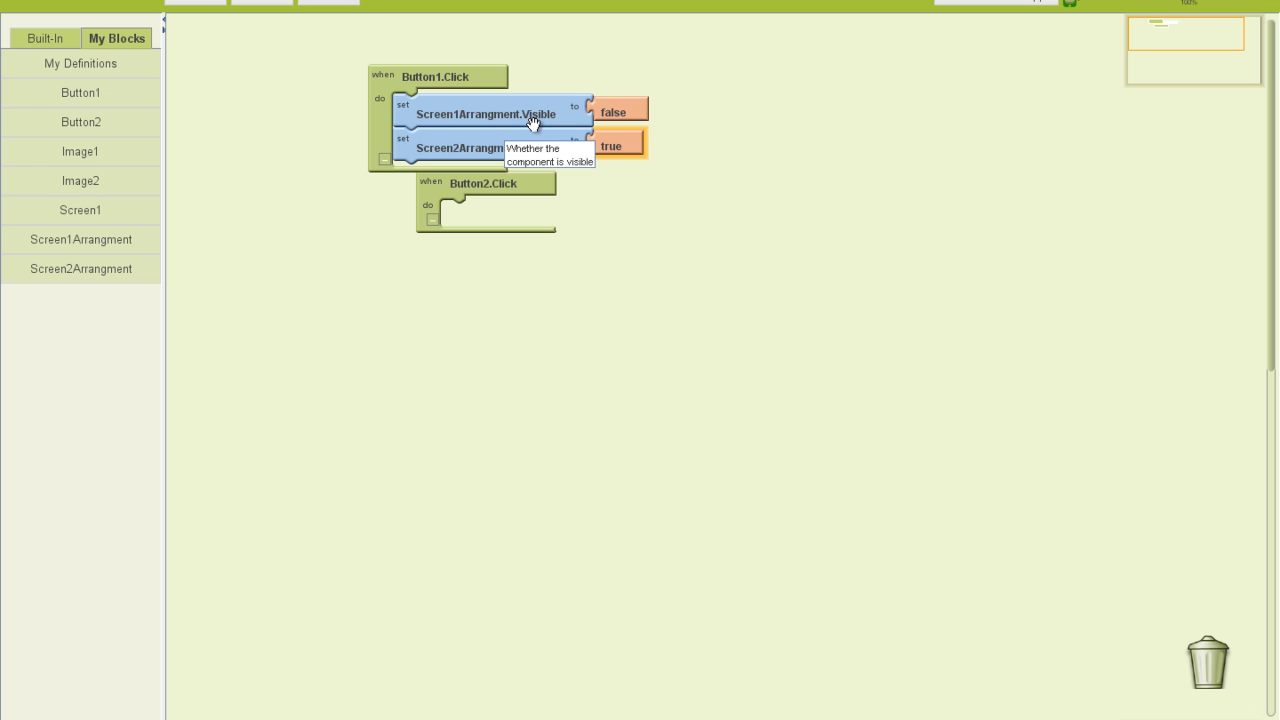 100%
Built-In My Blocks
My Definitions
Button1
Button2
Image1
Image2
Screen1
Screen1Arrangment
Screen2Arrangment
when Button1.Click
do
set Screen1Arrangment.Visible to false
set Screen2Arrangm to true
Whether the
component is visible
when Button2.Click
do